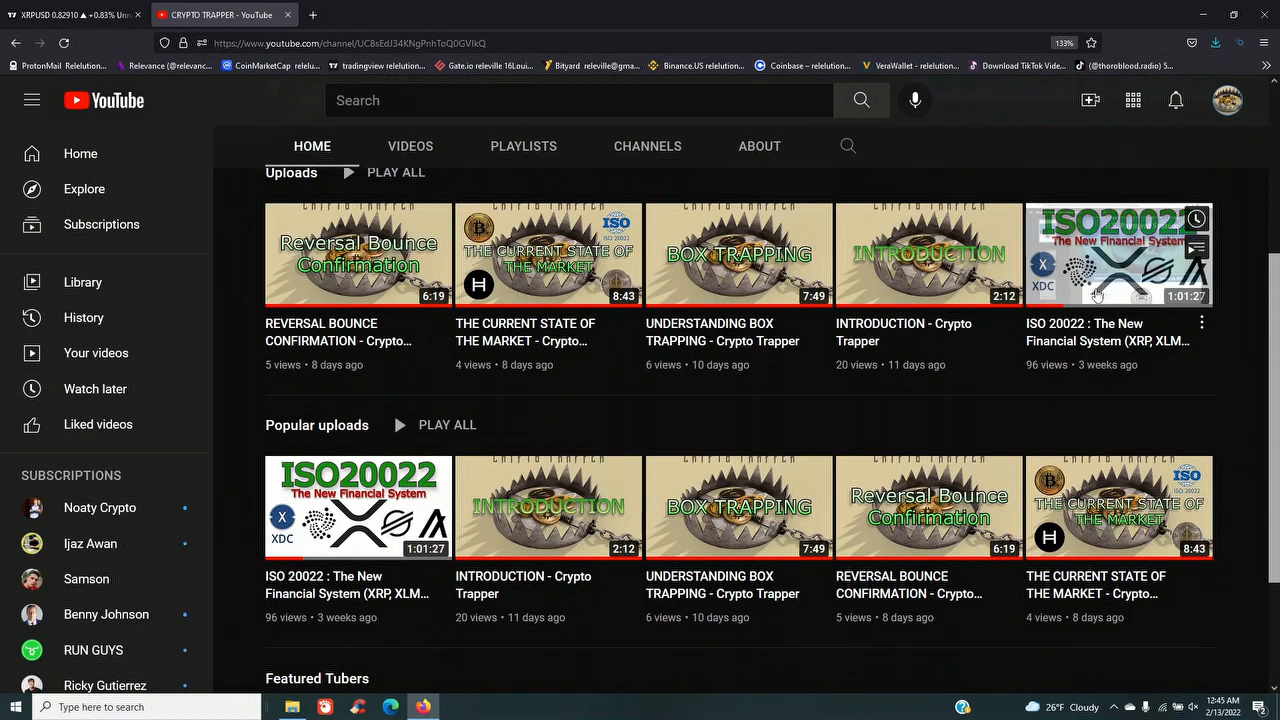 XRPUSD 0.82910 ▲ +0.83% Unn
CRYPTO TRAPPER - YouTube
https://www.youtube.com/channel/UC8sEdJ34KNgPnhToQ0GVIkQ
133%
ProtonMail Relelution...
Relevance (@relevanc...
CoinMarketCap relelu...
tradingview relelution...
Gate.io releville 16Loui...
Bityard releville@gma...
Binance.US relelution...
Coinbase – relelution...
VeraWallet - relelution...
Download TikTok Vide...
(@thoroblood.radio) 5...
YouTube
Search
Home
Explore
Subscriptions
Library
History
Your videos
Watch later
Liked videos
SUBSCRIPTIONS
Noaty Crypto
Ijaz Awan
Samson
Benny Johnson
RUN GUYS
Ricky Gutierrez
HOME
VIDEOS
PLAYLISTS
CHANNELS
ABOUT
Uploads
PLAY ALL
Reversal Bounce
Confirmation
6:19
ISO
20022
THE CURRENT STATE OF
THE MARKET
8:43
BOX TRAPPING
7:49
INTRODUCTION
2:12
ISO20022
The New Financial System
XDC
1:01:27
REVERSAL BOUNCE
CONFIRMATION - Crypto...
5 views • 8 days ago
THE CURRENT STATE OF
THE MARKET - Crypto...
4 views • 8 days ago
UNDERSTANDING BOX
TRAPPING - Crypto Trapper
6 views • 10 days ago
INTRODUCTION - Crypto
Trapper
20 views • 11 days ago
ISO 20022 : The New
Financial System (XRP, XLM...
96 views • 3 weeks ago
Popular uploads
PLAY ALL
ISO20022
The New Financial System
XDC
1:01:27
INTRODUCTION
2:12
BOX TRAPPING
7:49
Reversal Bounce
Confirmation
6:19
ISO
20022
THE CURRENT STATE OF
THE MARKET
8:43
ISO 20022 : The New
Financial System (XRP, XLM...
96 views • 3 weeks ago
INTRODUCTION - Crypto
Trapper
20 views • 11 days ago
UNDERSTANDING BOX
TRAPPING - Crypto Trapper
6 views • 10 days ago
REVERSAL BOUNCE
CONFIRMATION - Crypto...
5 views • 8 days ago
THE CURRENT STATE OF
THE MARKET - Crypto...
4 views • 8 days ago
Featured Tubers
Type here to search
26°F Cloudy
12:45 AM
2/13/2022
2